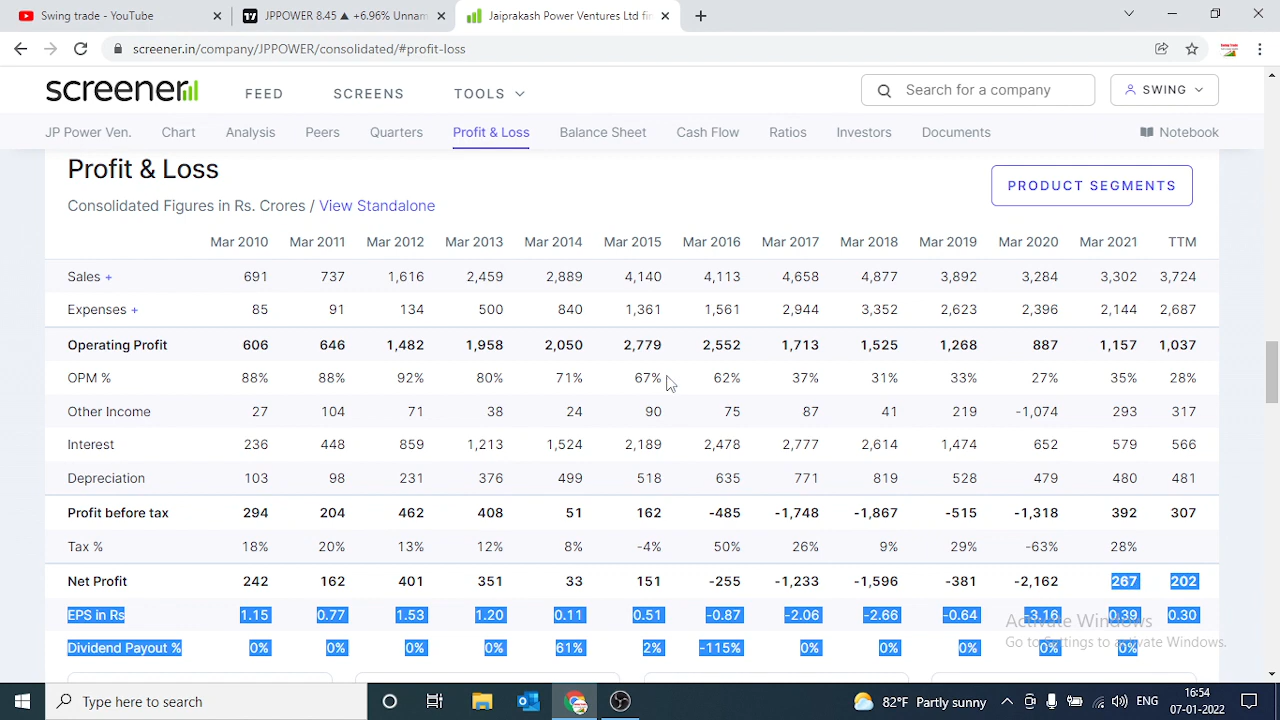 Swing trade - YouTube
JPPOWER 8.45 ▲ +6.96% Unnam
Jaiprakash Power Ventures Ltd fin
screener.in/company/JPPOWER/consolidated/#profit-loss
screener
FEED SCREENS TOOLS
Search for a company
SWING
JP Power Ven. Chart Analysis Peers Quarters Profit & Loss Balance Sheet Cash Flow Ratios Investors Documents Notebook
Profit & Loss
PRODUCT SEGMENTS
Consolidated Figures in Rs. Crores / View Standalone
Mar 2010 Mar 2011 Mar 2012 Mar 2013 Mar 2014 Mar 2015 Mar 2016 Mar 2017 Mar 2018 Mar 2019 Mar 2020 Mar 2021 TTM
Sales + 691 737 1,616 2,459 2,889 4,140 4,113 4,658 4,877 3,892 3,284 3,302 3,724
Expenses + 85 91 134 500 840 1,361 1,561 2,944 3,352 2,623 2,396 2,144 2,687
Operating Profit 606 646 1,482 1,958 2,050 2,779 2,552 1,713 1,525 1,268 887 1,157 1,037
OPM % 88% 88% 92% 80% 71% 67% 62% 37% 31% 33% 27% 35% 28%
Other Income 27 104 71 38 24 90 75 87 41 219 -1,074 293 317
Interest 236 448 859 1,213 1,524 2,189 2,478 2,777 2,614 1,474 652 579 566
Depreciation 103 98 231 376 499 518 635 771 819 528 479 480 481
Profit before tax 294 204 462 408 51 162 -485 -1,748 -1,867 -515 -1,318 392 307
Tax % 18% 20% 13% 12% 8% -4% 50% 26% 9% 29% -63% 28%
Net Profit 242 162 401 351 33 151 -255 -1,233 -1,596 -381 -2,162 267 202
EPS in Rs 1.15 0.77 1.53 1.20 0.11 0.51 -0.87 -2.06 -2.66 -0.64 -3.16 0.39 0.30
Dividend Payout % 0% 0% 0% 0% 61% 2% -115% 0% 0% 0% 0% 0%
Activate Windows
Go to Settings to activate Windows.
Type here to search
82°F Partly sunny
ENG
16:54
07-01-2022